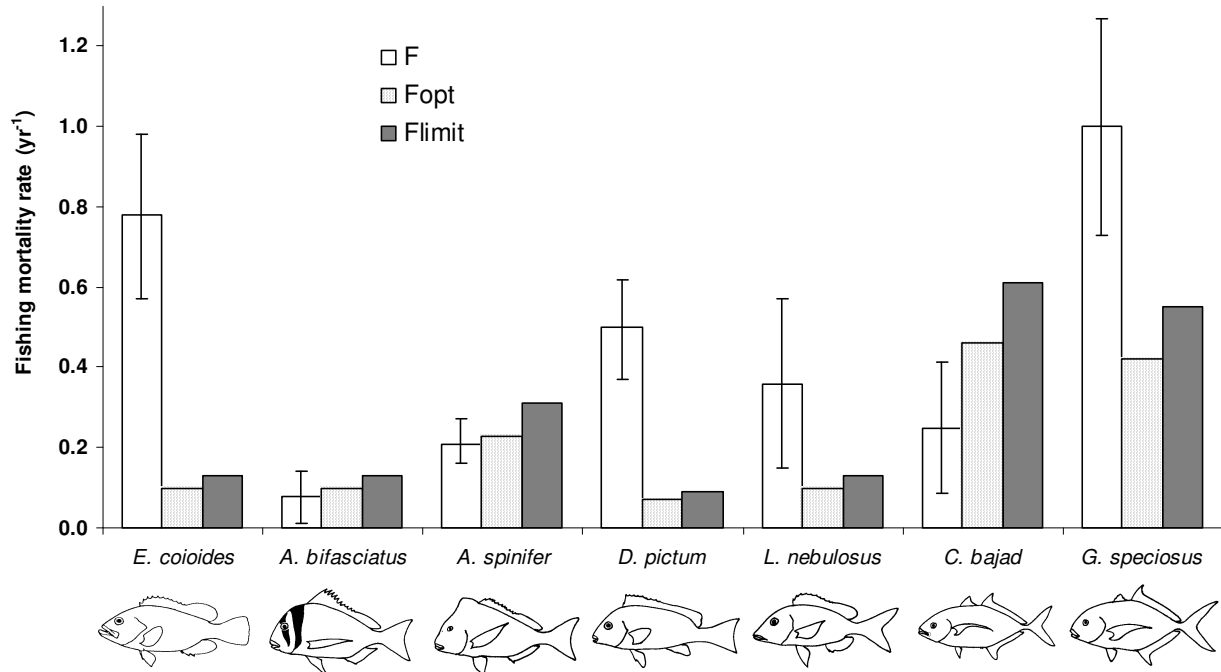 Fishing mortality rate (yr⁻¹)
1.2
1.0
0.8
0.6
0.4
0.2
0.0
F
Fopt
Flimit
E. coioides A. bifasciatus A. spinifer D. pictum L. nebulosus C. bajad G. speciosus